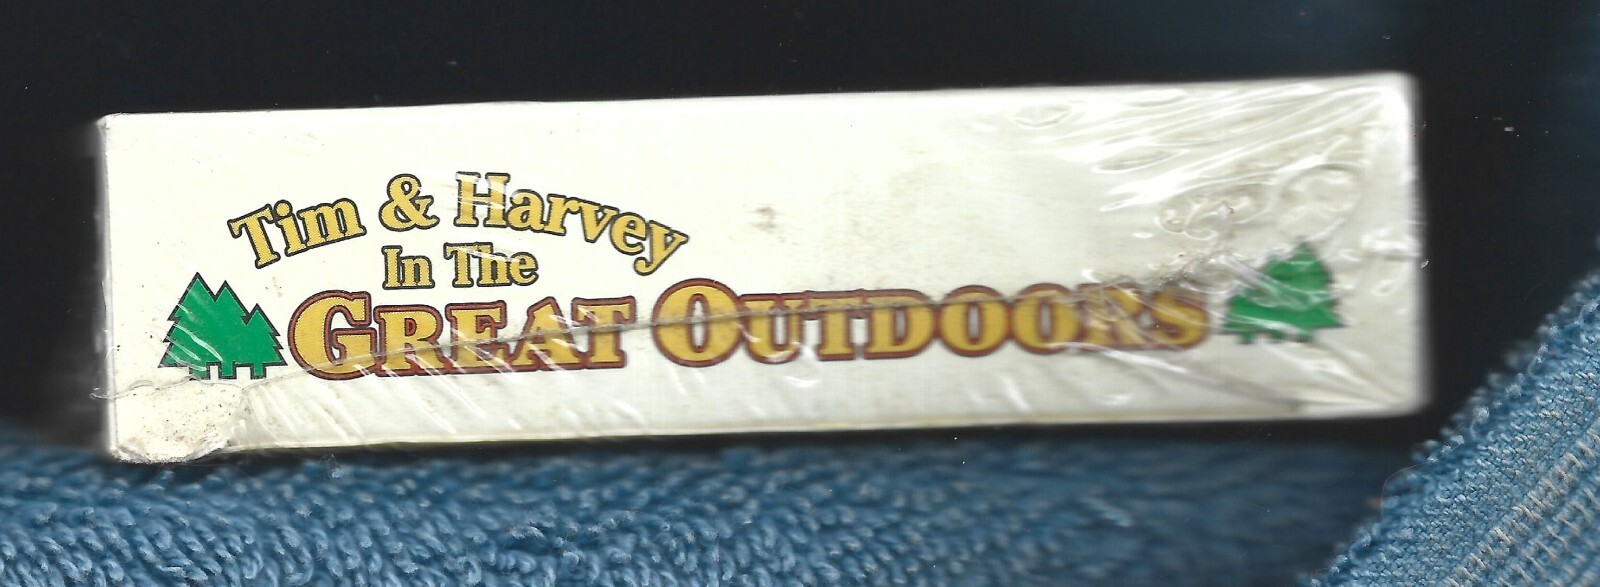 Tim & Harvey
In The
GREAT OUTDOORS